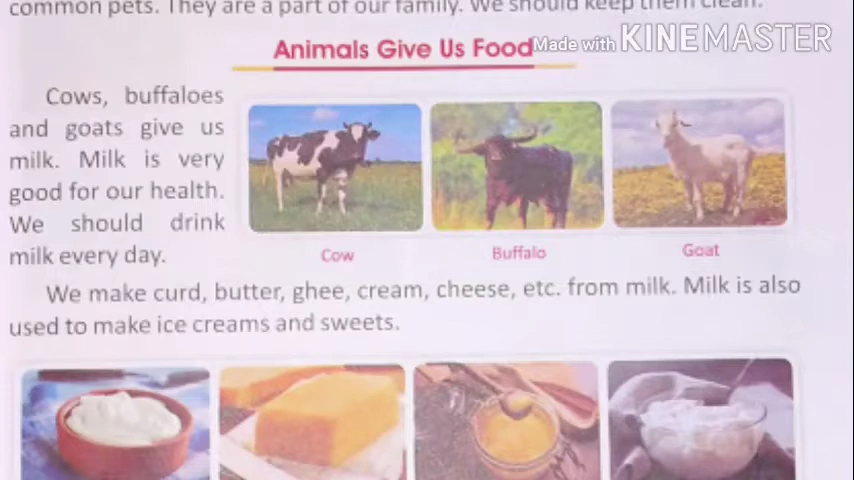 common pets. They are a part of our family. We should keep them clean.
Animals Give Us Food
Made with KINEMASTER
Cows, buffaloes
and goats give us
milk. Milk is very
good for our health.
We should drink
milk every day.
Cow
Buffalo
Goat
We make curd, butter, ghee, cream, cheese, etc. from milk. Milk is also
used to make ice creams and sweets.